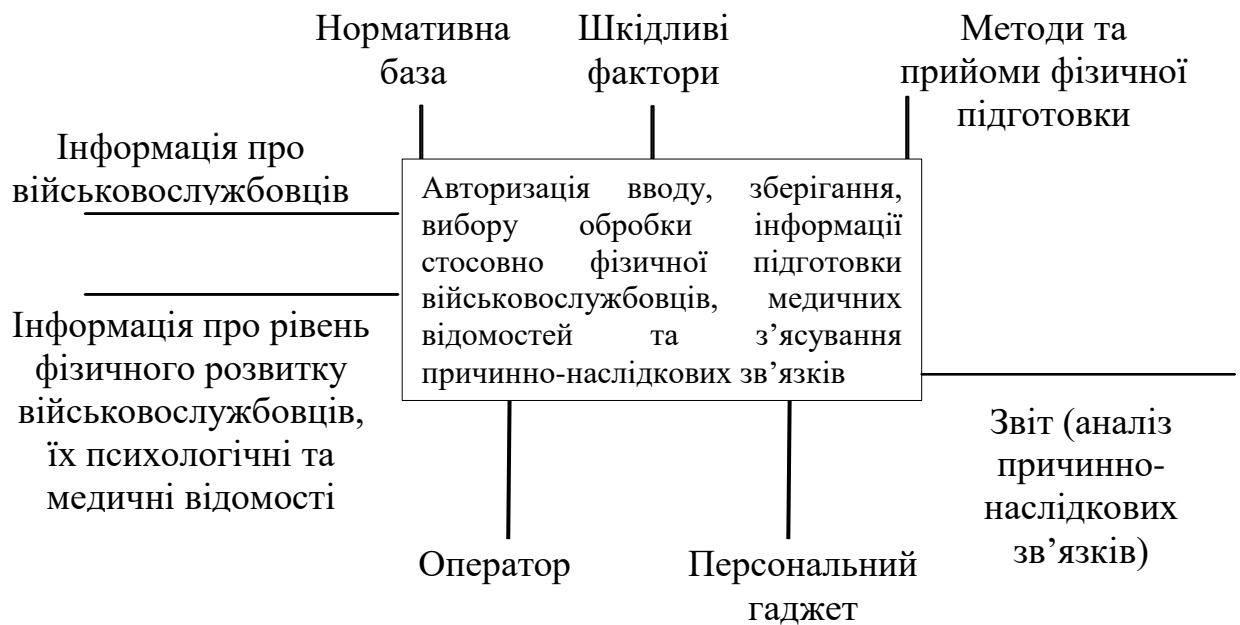 Нормативна
база
Шкідливі
фактори
Методи та
прийоми фізичної
підготовки
Інформація про
військовослужбовців
Авторизація вводу, зберігання,
вибору обробки інформації
стосовно фізичної підготовки
військовослужбовців, медичних
відомостей та з’ясування
причинно-наслідкових зв’язків
Інформація про рівень
фізичного розвитку
військовослужбовців,
їх психологічні та
медичні відомості
Звіт (аналіз
причинно-
наслідкових
зв’язків)
Оператор
Персональний
гаджет